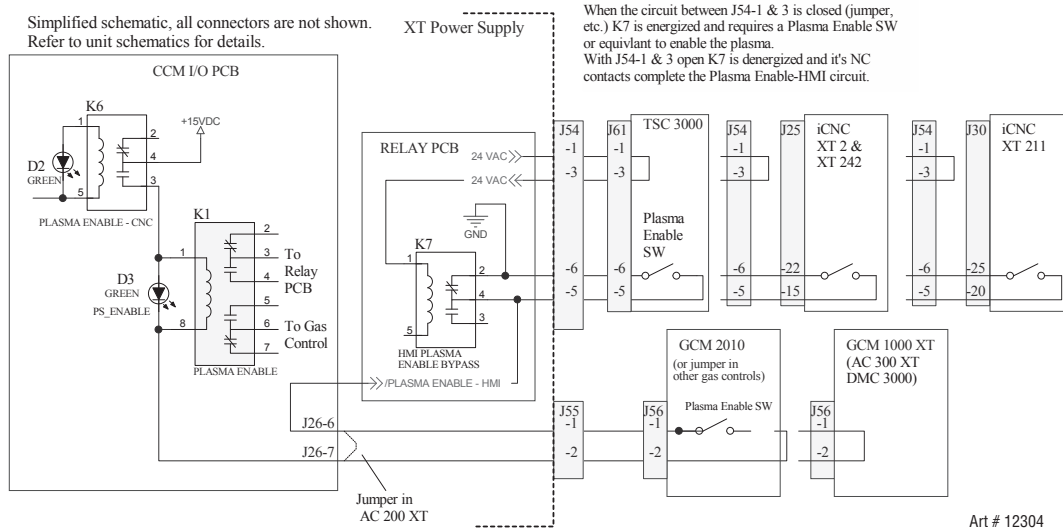 Simplified schematic, all connectors are not shown.
Refer to unit schematics for details.
XT Power Supply
When the circuit between J54-1 & 3 is closed (jumper,
etc.) K7 is energized and requires a Plasma Enable SW
or equivlant to enable the plasma.
With J54-1 & 3 open K7 is denergized and it's NC
contacts complete the Plasma Enable-HMI circuit.
CCM I/O PCB
K6
1
2
4
3
5
+15VDC
D2
GREEN
PLASMA ENABLE - CNC
K1
1
8
2
3
4
5
6
7
To
Relay
PCB
To Gas
Control
D3
GREEN
PS_ENABLE
PLASMA ENABLE
J26-6
J26-7
Jumper in
AC 200 XT
RELAY PCB
24 VAC
24 VAC
GND
K7
1
2
4
3
5
HMI PLASMA
ENABLE BYPASS
/PLASMA ENABLE - HMI
J54
-1
-3
-6
-5
J61
-1
-3
-6
-5
TSC 3000
Plasma
Enable
SW
J54
-1
-3
-6
-5
J25
-22
-15
iCNC
XT 2 &
XT 242
J54
-1
-3
-6
-5
J30
-25
-20
iCNC
XT 211
J55
-1
-2
J56
-1
-2
GCM 2010
(or jumper in
other gas controls)
Plasma Enable SW
J56
-1
-2
GCM 1000 XT
(AC 300 XT
DMC 3000)
Art # 12304